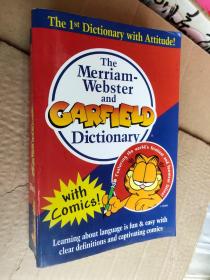 The 1st Dictionary with Attitude!
The
Merriam-
Webster
and
GARFIELD
Dictionary
with
Comics!
Learning about language is fun & easy with
clear definitions and captivating comics